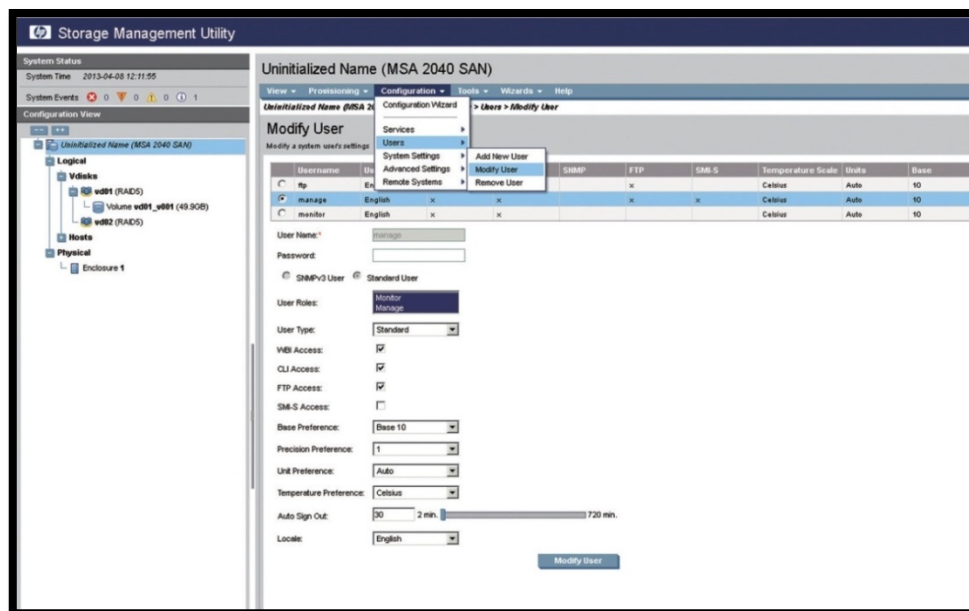 hp Storage Management Utility
System Status
System Time 2013-04-08 12:11:55
System Events 0 0 0 1
Configuration View
Uninitialized Name (MSA 2040 SAN)
Logical
Vdisks
vd01 (RAID5)
Volume vd01_v001 (49.9GB)
vd02 (RAID5)
Hosts
Physical
Enclosure 1
Uninitialized Name (MSA 2040 SAN)
View Provisioning Configuration Tools Wizards Help
Uninitialized Name (MSA 2 > Users > Modify User
Configuration Wizard
Services
Users
System Settings
Advanced Settings
Remote Systems
Add New User
Modify User
Remove User
Modify User
Modify a system user's settings
Username Us SNMP FTP SMI-S Temperature Scale Units Base
ftp En x Celsius Auto 10
manage English x x x x Celsius Auto 10
monitor English x x Celsius Auto 10
User Name:* manage
Password:
SNMPv3 User Standard User
User Roles: Monitor
Manage
User Type: Standard
WBI Access:
CLI Access:
FTP Access:
SMI-S Access:
Base Preference: Base 10
Precision Preference: 1
Unit Preference: Auto
Temperature Preference: Celsius
Auto Sign Out: 30 2 min. 720 min.
Locale: English
Modify User